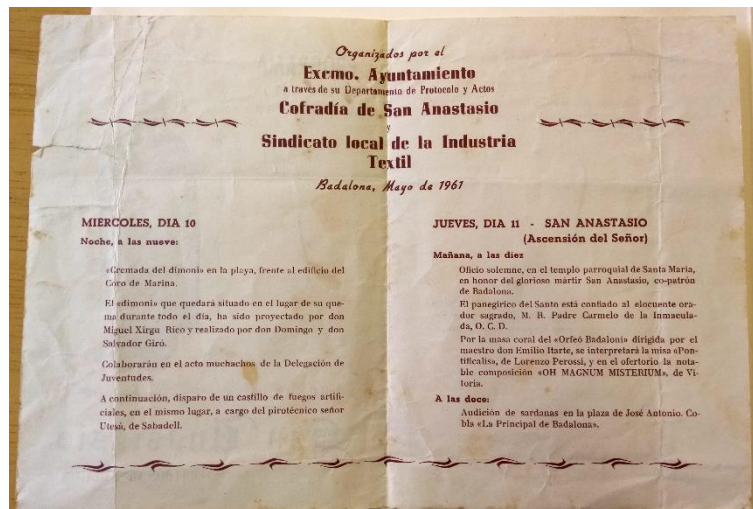 Organizados por el
Excmo. Ayuntamiento
a través de su Departamento de Protocolo y Actos
Cofradía de San Anastasio
y
Sindicato local de la Industria
Textil
Badalona, Mayo de 1961
MIERCOLES, DIA 10
Noche, a las nueve:
«Cremada del dimoni» en la playa, frente al edificio del
Coro de Marina.
El «dimoni» que quedará situado en el lugar de su que-
ma durante todo el día, ha sido proyectado por don
Miguel Xirgu Rico y realizado por don Domingo y don
Salvador Giró.
Colaborarán en el acto muchachos de la Delegación de
Juventudes.
A continuación, disparo de un castillo de fuegos artifi-
ciales, en el mismo lugar, a cargo del pirotécnico señor
Utesá, de Sabadell.
JUEVES, DIA 11 - SAN ANASTASIO
(Ascensión del Señor)
Mañana, a las diez
Oficio solemne, en el templo parroquial de Santa María,
en honor del glorioso mártir San Anastasio, co-patrón
de Badalona.
El panegírico del Santo está confiado al elocuente ora-
dor sagrado, M. R. Padre Carmelo de la Inmacula-
da, O. C. D.
Por la masa coral del «Orfeó Badaloní» dirigida por el
maestro don Emilio Itarte, se interpretará la misa «Pon-
tificalis», de Lorenzo Perossi, y en el ofertorio la nota-
ble composición «OH MAGNUM MISTERIUM», de Vi-
toria.
A las doce:
Audición de sardanas en la plaza de José Antonio. Co-
bla «La Principal de Badalona».